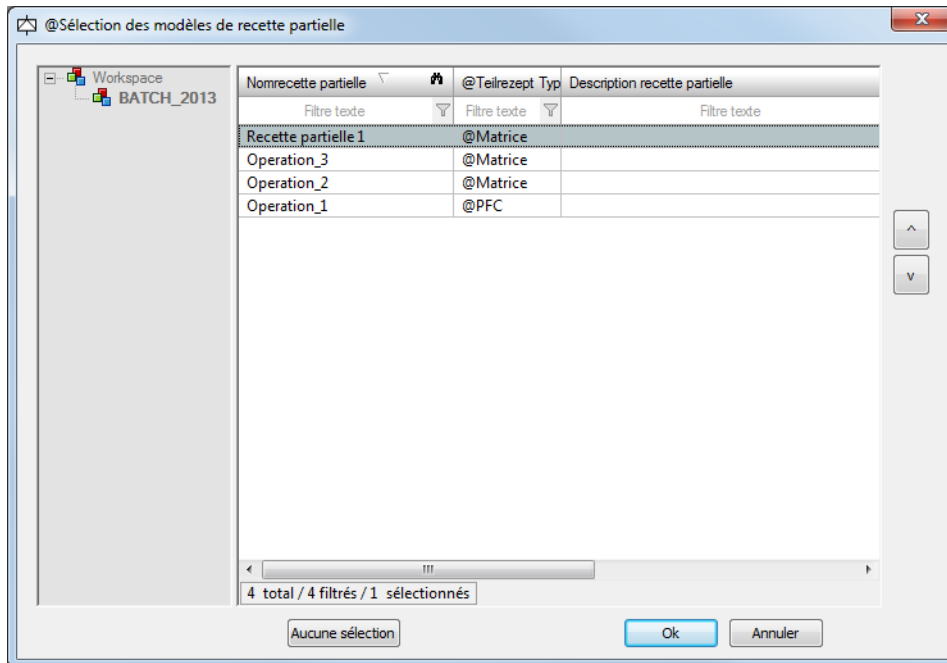 @Sélection des modèles de recette partielle
x
Workspace
BATCH_2013
Nomrecette partielle @Teilrezept Typ Description recette partielle
Filtre texte Filtre texte Filtre texte
Recette partielle 1 @Matrice
Operation_3 @Matrice
Operation_2 @Matrice
Operation_1 @PFC
^
v
4 total / 4 filtrés / 1 sélectionnés
Aucune sélection Ok Annuler